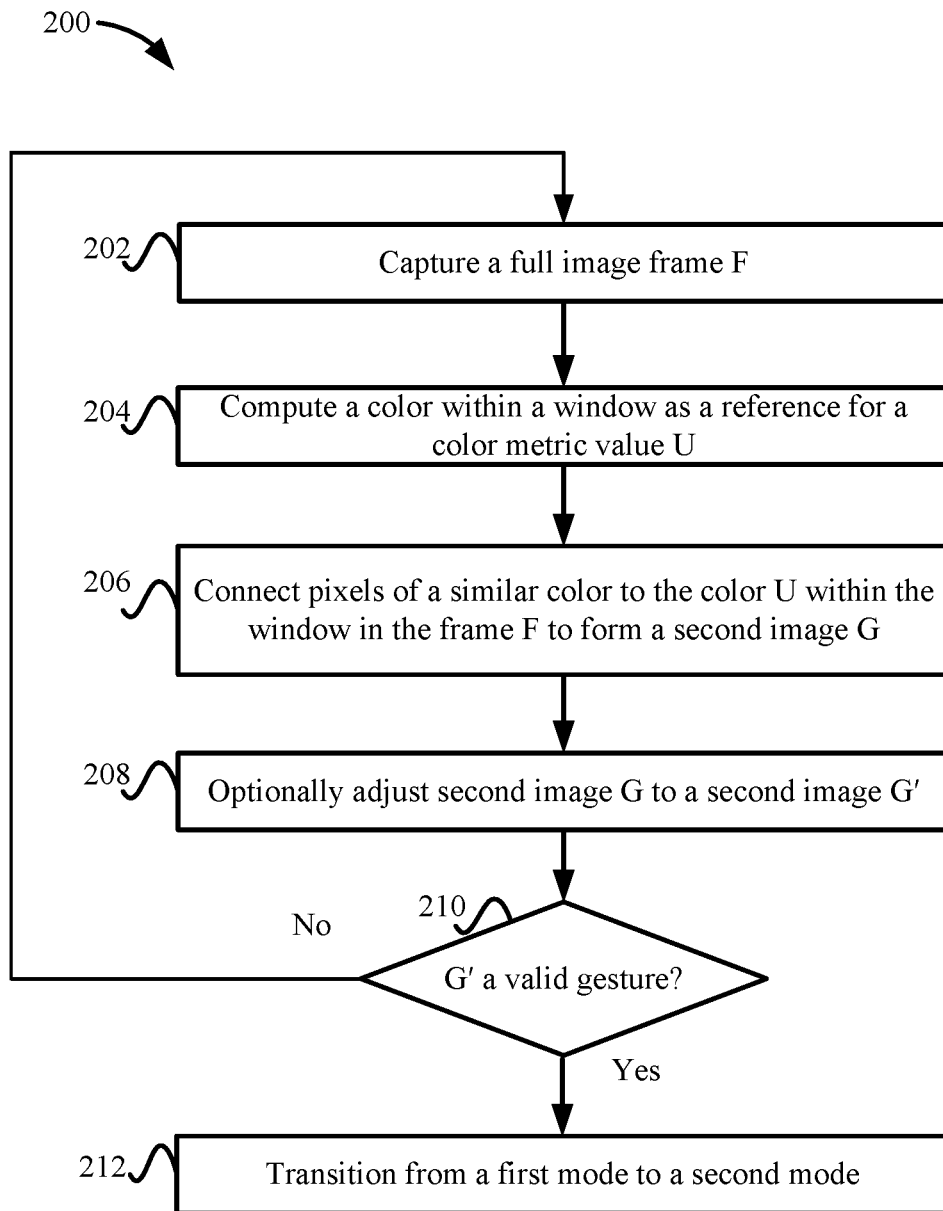 200
202
Capture a full image frame F
204
Compute a color within a window as a reference for a
color metric value U
206
Connect pixels of a similar color to the color U within the
window in the frame F to form a second image G
208
Optionally adjust second image G to a second image G′
210
No
G′ a valid gesture?
Yes
212
Transition from a first mode to a second mode